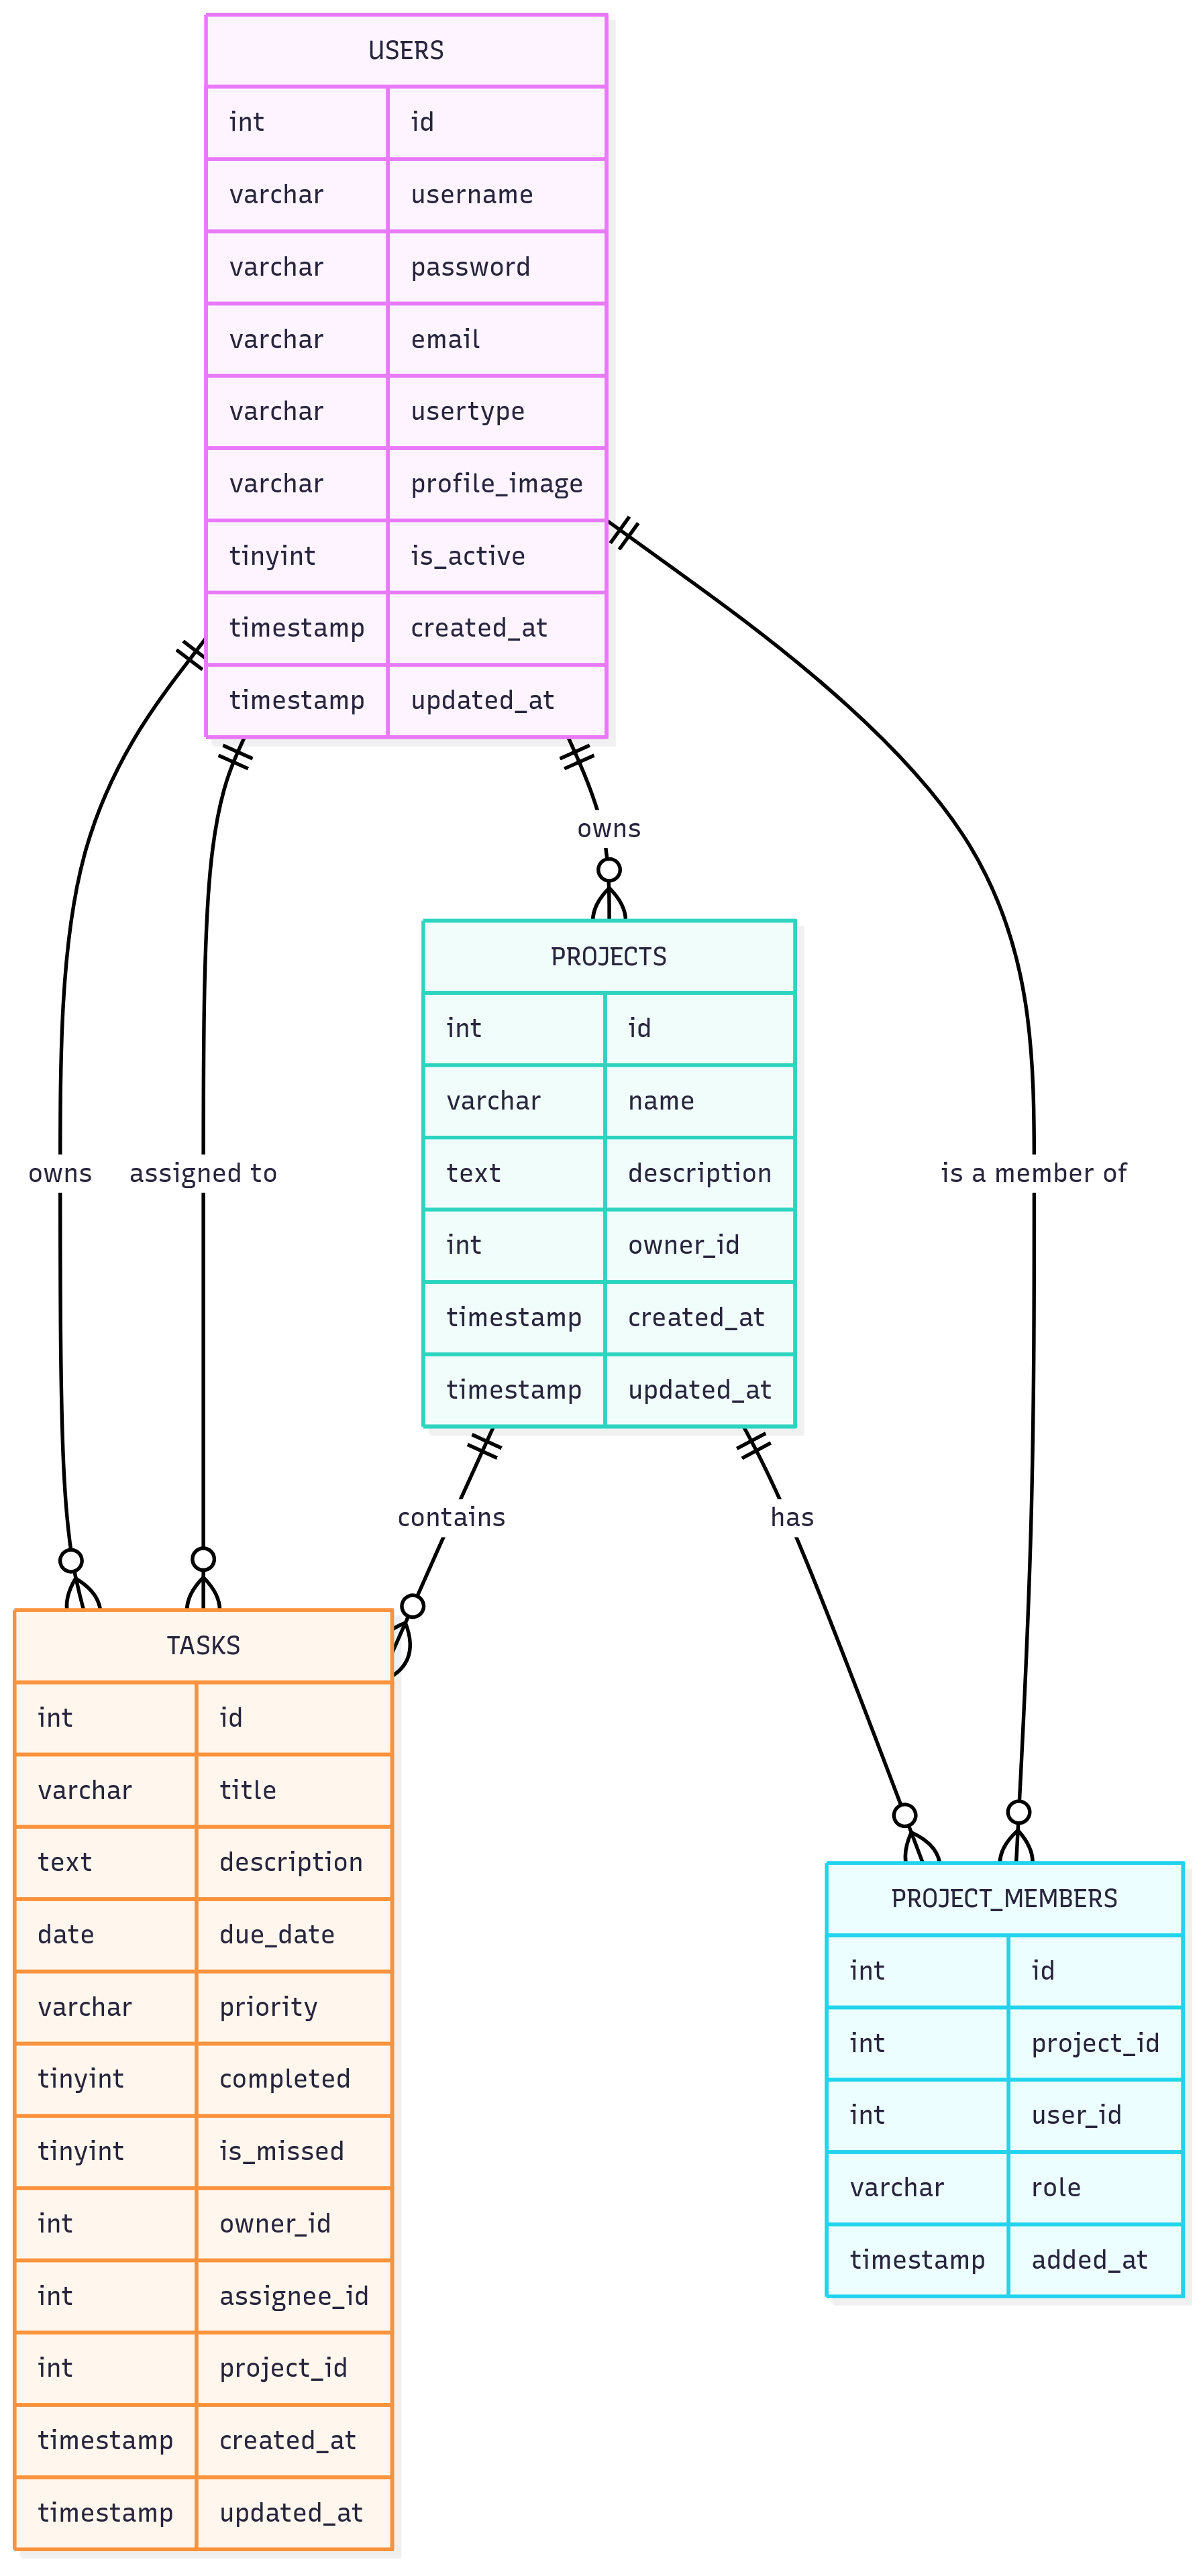 USERS
int id
varchar username
varchar password
varchar email
varchar usertype
varchar profile_image
tinyint is_active
timestamp created_at
timestamp updated_at
owns
PROJECTS
int id
varchar name
text description
int owner_id
timestamp created_at
timestamp updated_at
owns
assigned to
is a member of
contains
has
TASKS
int id
varchar title
text description
date due_date
varchar priority
tinyint completed
tinyint is_missed
int owner_id
int assignee_id
int project_id
timestamp created_at
timestamp updated_at
PROJECT_MEMBERS
int id
int project_id
int user_id
varchar role
timestamp added_at